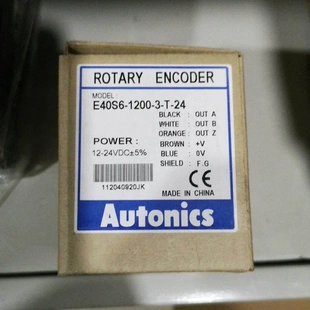 ROTARY ENCODER
MODEL
E40S6-1200-3-T-24
BLACK : OUT A
WHITE : OUT B
ORANGE : OUT Z
POWER :
12-24VDC±5%
BROWN : +V
BLUE : 0V
SHIELD : F.G
112040920JK
CE
MADE IN CHINA
Autonics